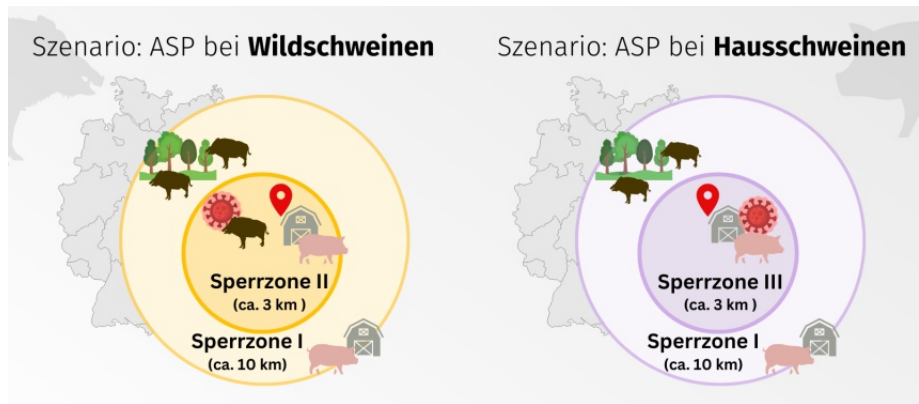 Szenario: ASP bei Wildschweinen
Sperrzone II
(ca. 3 km )
Sperrzone I
(ca. 10 km)
Szenario: ASP bei Hausschweinen
Sperrzone III
(ca. 3 km )
Sperrzone I
(ca. 10 km)